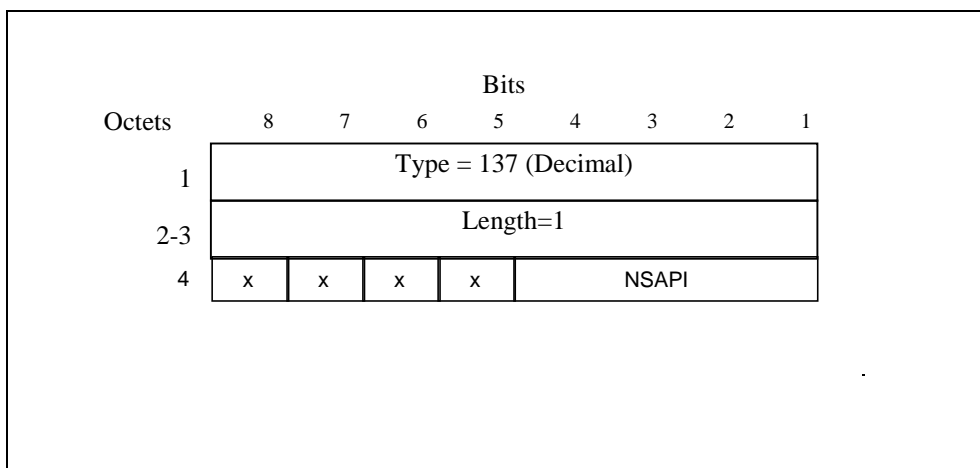 Bits
Octets 8 7 6 5 4 3 2 1
1 Type = 137 (Decimal)
2-3 Length=1
4 x x x x NSAPI